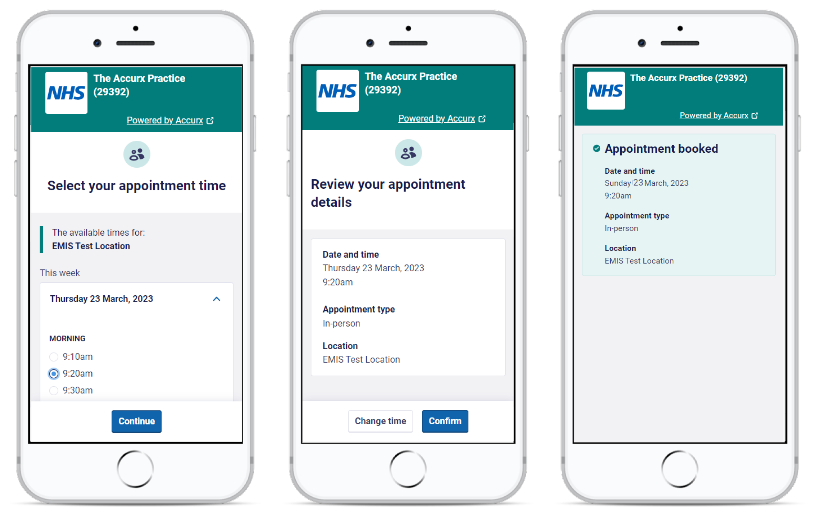 NHS
The Accurx Practice
(29392)
Powered by Accurx
Select your appointment time
The available times for:
EMIS Test Location
This week
Thursday 23 March, 2023
MORNING
9:10am
9:20am
9:30am
Continue
NHS
The Accurx Practice
(29392)
Powered by Accurx
Review your appointment
details
Date and time
Thursday 23 March, 2023
9:20am
Appointment type
In-person
Location
EMIS Test Location
Change time
Confirm
NHS
The Accurx Practice (29392)
Powered by Accurx
Appointment booked
Date and time
Sunday 23 March, 2023
9:20am
Appointment type
In-person
Location
EMIS Test Location